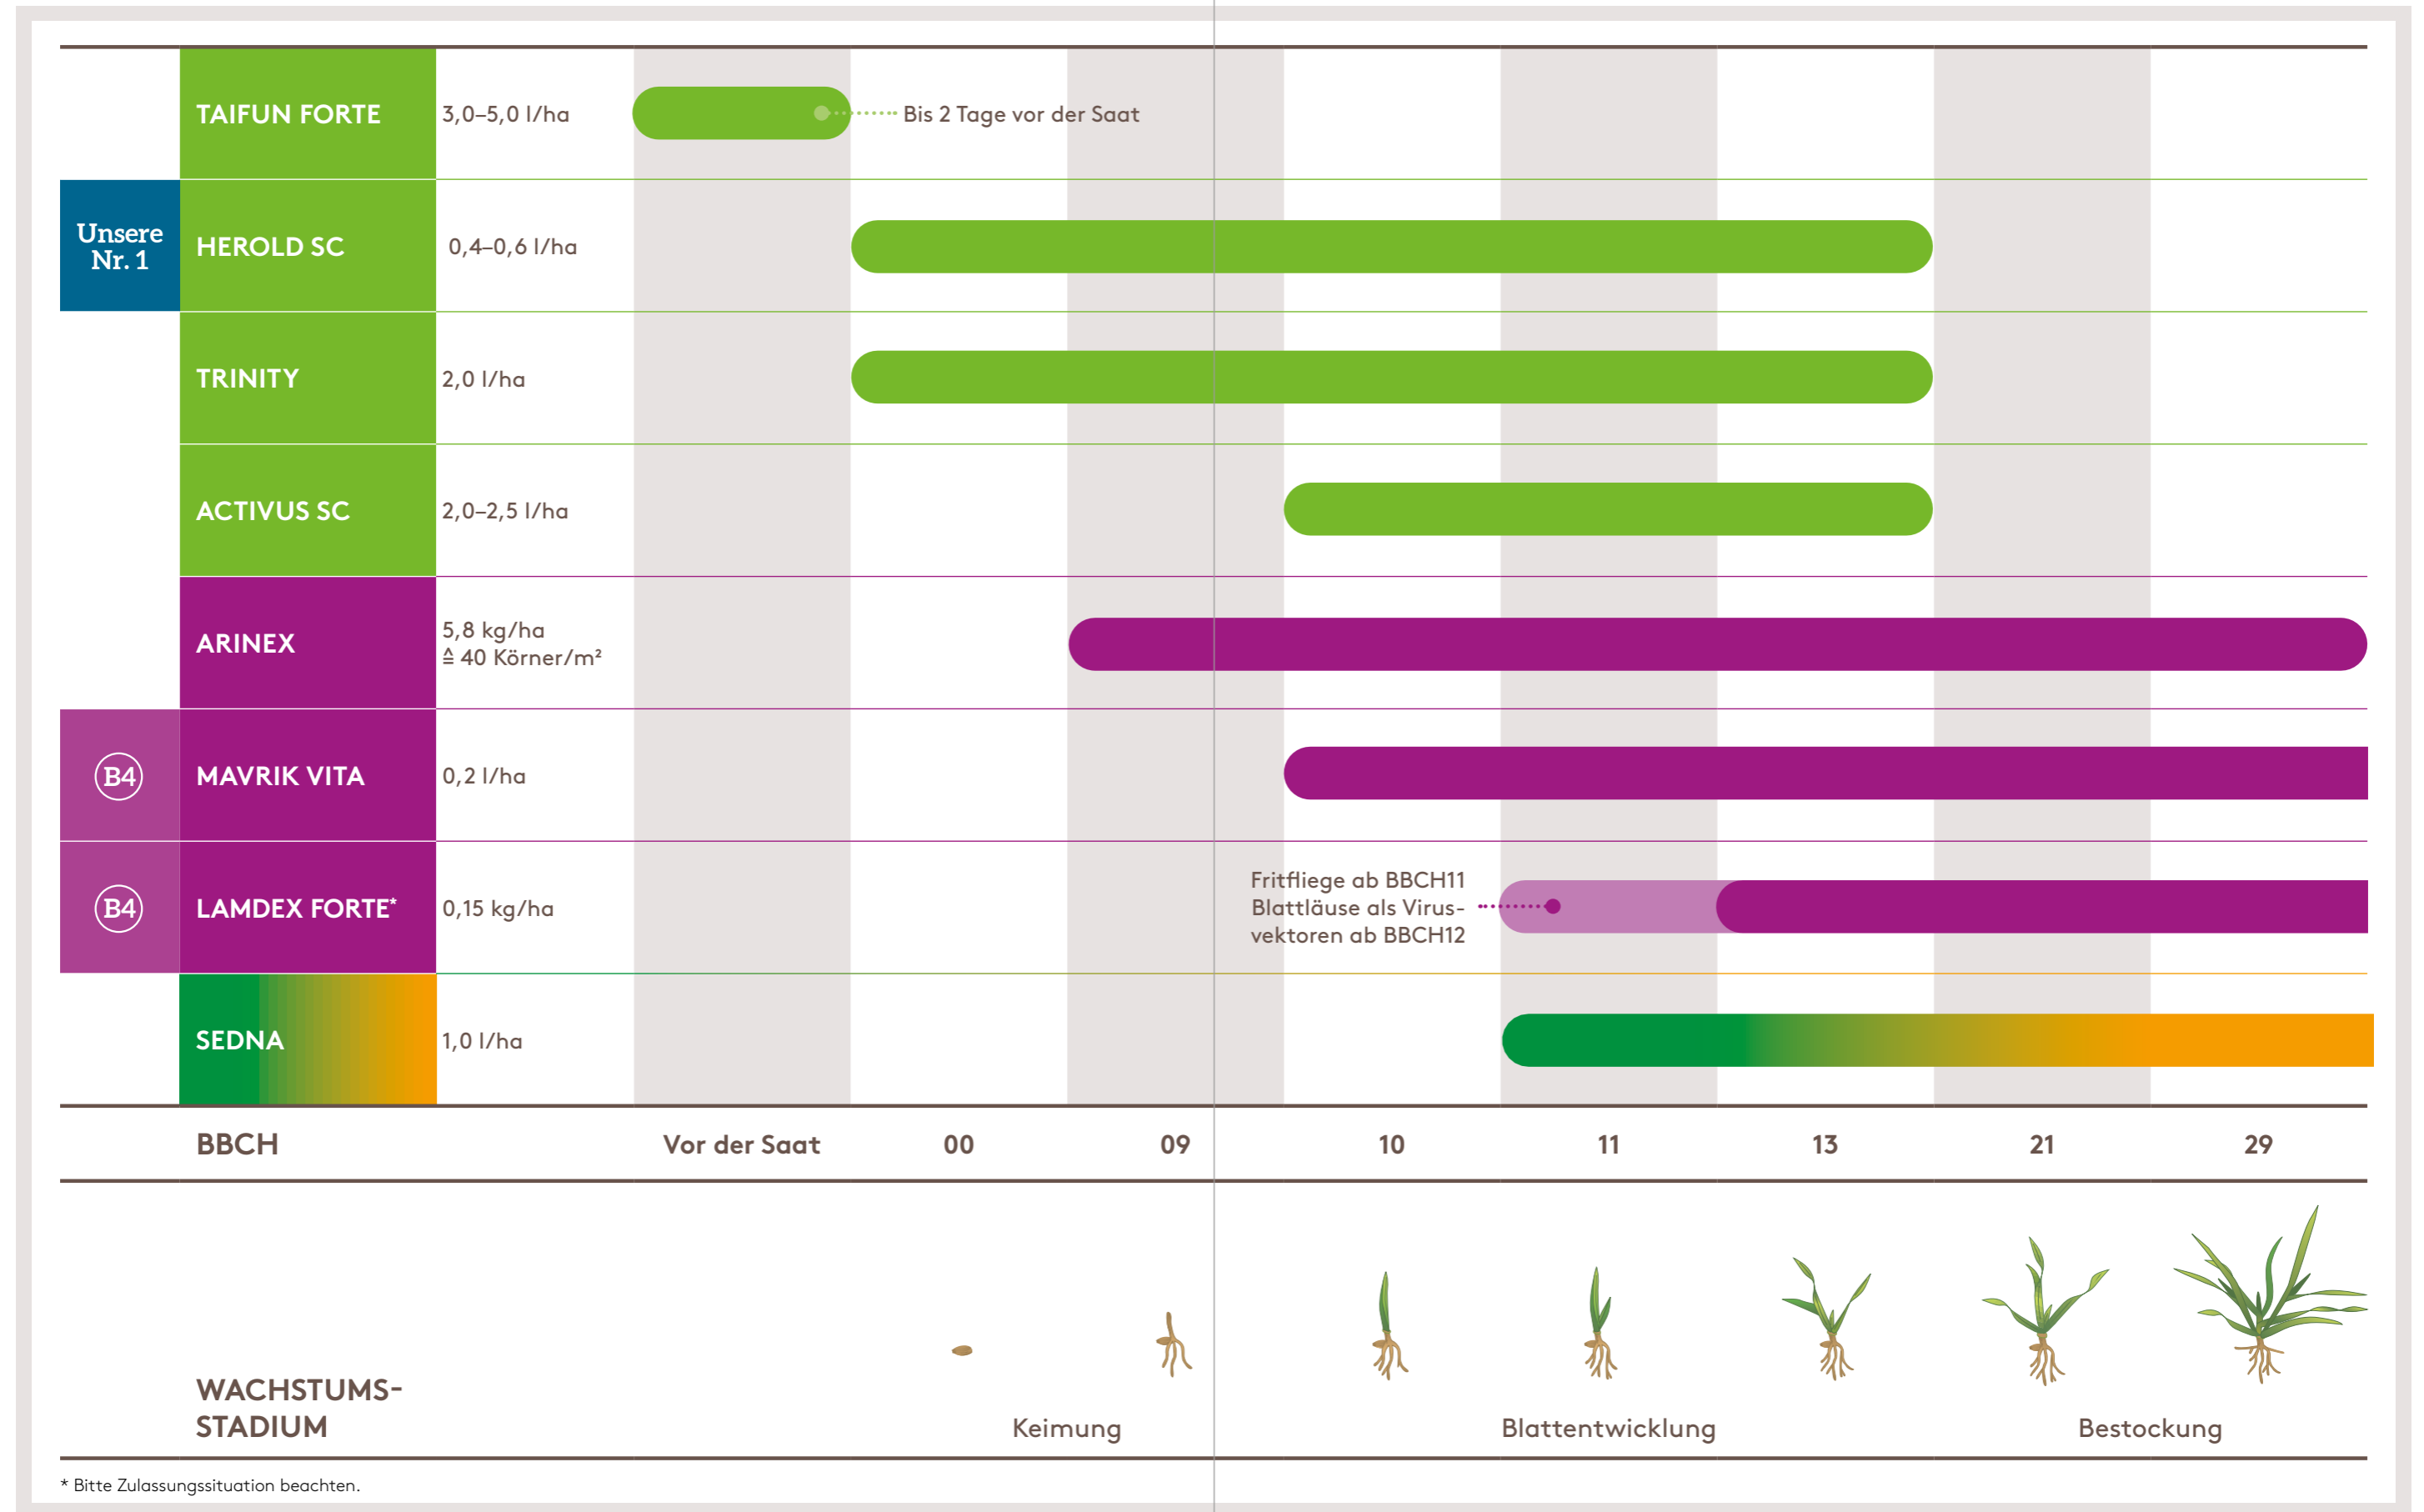 TAIFUN FORTE 3,0–5,0 l/ha Bis 2 Tage vor der Saat
Unsere
Nr. 1
HEROLD SC 0,4–0,6 l/ha
TRINITY 2,0 l/ha
ACTIVUS SC 2,0–2,5 l/ha
ARINEX
5,8 kg/ha
≙ 40 Körner/m²
B4 MAVRIK VITA 0,2 l/ha
B4 LAMDEX FORTE* 0,15 kg/ha
Fritfliege ab BBCH11
Blattläuse als Virus-
vektoren ab BBCH12
SEDNA 1,0 l/ha
BBCH Vor der Saat 00 09 10 11 13 21 29
WACHSTUMS-
STADIUM
Keimung Blattentwicklung Bestockung
* Bitte Zulassungssituation beachten.